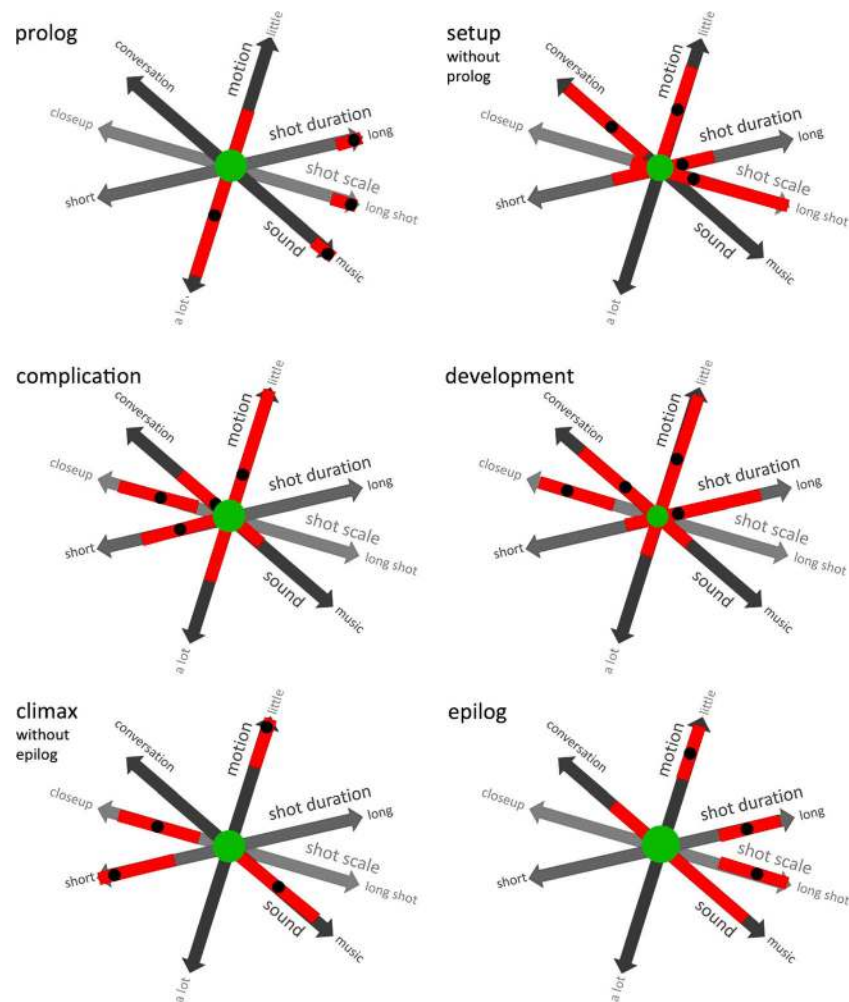 prolog
little
motion
conversation
closeup
shot duration
long
short
shot scale
long shot
sound
music
a lot.
setup
without
prolog
little
motion
conversation
closeup
shot duration
long
short
shot scale
long shot
sound
music
a lot
complication
little
motion
conversation
closeup
shot duration
long
short
shot scale
long shot
sound
music
a lot
development
little
motion
conversation
closeup
shot duration
long
short
shot scale
long shot
sound
music
a lot
climax
without
epilog
little
motion
conversation
closeup
shot duration
long
short
shot scale
long shot
sound
music
a lot
epilog
little
motion
conversation
closeup
shot duration
long
short
shot scale
long shot
sound
music
a lot